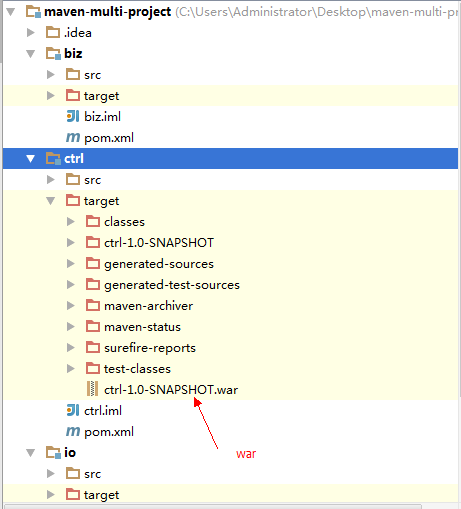 maven-multi-project (C:\Users\Administrator\Desktop\maven-multi-pr
.idea
biz
src
target
biz.iml
pom.xml
ctrl
src
target
classes
ctrl-1.0-SNAPSHOT
generated-sources
generated-test-sources
maven-archiver
maven-status
surefire-reports
test-classes
ctrl-1.0-SNAPSHOT.war
ctrl.iml
pom.xml
war
io
src
target